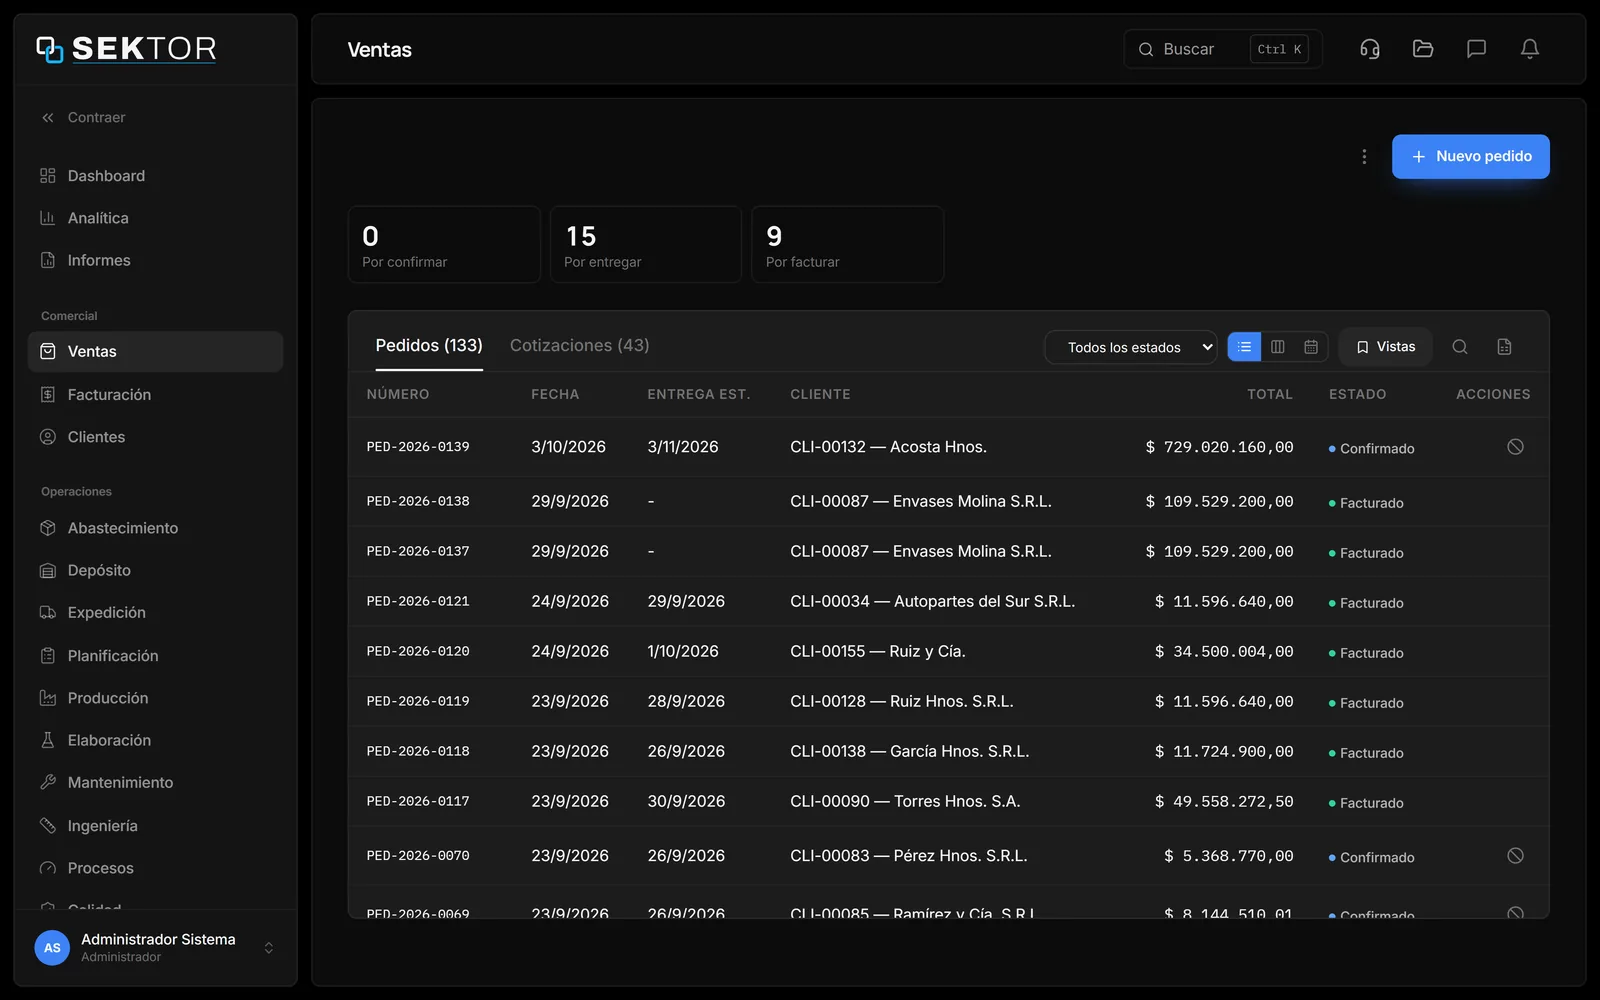 SEKTOR
Contraer
Dashboard
Analítica
Informes
Comercial
Ventas
Facturación
Clientes
Operaciones
Abastecimiento
Depósito
Expedición
Planificación
Producción
Elaboración
Mantenimiento
Ingeniería
Procesos
Calidad
AS
Administrador Sistema
Administrador
Ventas
Buscar Ctrl K
+ Nuevo pedido
0
Por confirmar
15
Por entregar
9
Por facturar
Pedidos (133) Cotizaciones (43) Todos los estados Vistas
NÚMERO FECHA ENTREGA EST. CLIENTE TOTAL ESTADO ACCIONES
PED-2026-0139 3/10/2026 3/11/2026 CLI-00132 — Acosta Hnos. $ 729.020.160,00 Confirmado
PED-2026-0138 29/9/2026 - CLI-00087 — Envases Molina S.R.L. $ 109.529.200,00 Facturado
PED-2026-0137 29/9/2026 - CLI-00087 — Envases Molina S.R.L. $ 109.529.200,00 Facturado
PED-2026-0121 24/9/2026 29/9/2026 CLI-00034 — Autopartes del Sur S.R.L. $ 11.596.640,00 Facturado
PED-2026-0120 24/9/2026 1/10/2026 CLI-00155 — Ruiz y Cía. $ 34.500.004,00 Facturado
PED-2026-0119 23/9/2026 28/9/2026 CLI-00128 — Ruiz Hnos. S.R.L. $ 11.596.640,00 Facturado
PED-2026-0118 23/9/2026 26/9/2026 CLI-00138 — García Hnos. S.R.L. $ 11.724.900,00 Facturado
PED-2026-0117 23/9/2026 30/9/2026 CLI-00090 — Torres Hnos. S.A. $ 49.558.272,50 Facturado
PED-2026-0070 23/9/2026 26/9/2026 CLI-00083 — Pérez Hnos. S.R.L. $ 5.368.770,00 Confirmado
PED-2026-0069 23/9/2026 26/9/2026 CLI-00085 — Ramírez y Cía. S.R.L. $ 8.144.510,01 Confirmado